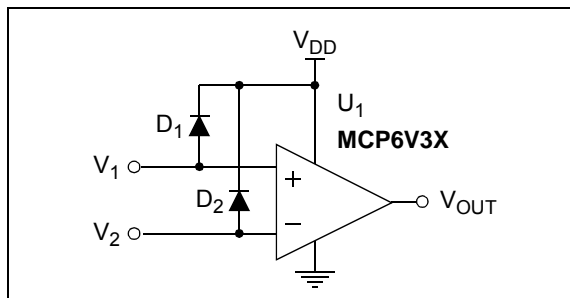 V_DD
U_1
D_1
MCP6V3X
V_1
+
D_2
V_OUT
V_2
−